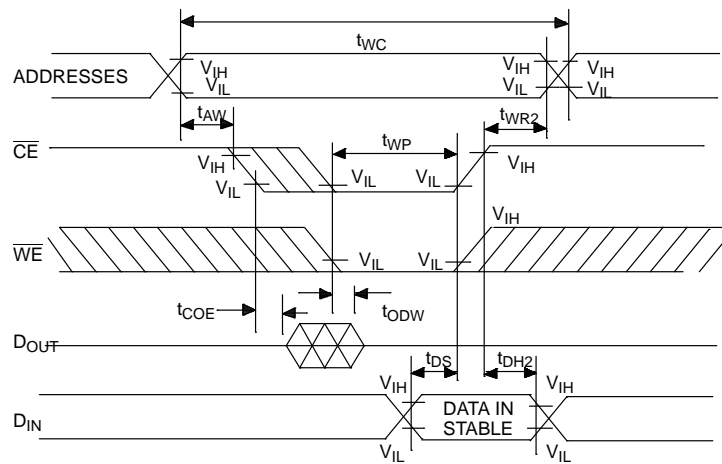 tWC
ADDRESSES
VIH
VIL
VIH
VIL
VIH
VIL
tAW
tWR2
CE
tWP
VIH
VIH
VIL
VIL
VIL
VIH
WE
VIL
VIL
tCOE
tODW
DOUT
tDS
tDH2
VIH
VIH
DIN
DATA IN
STABLE
VIL
VIL